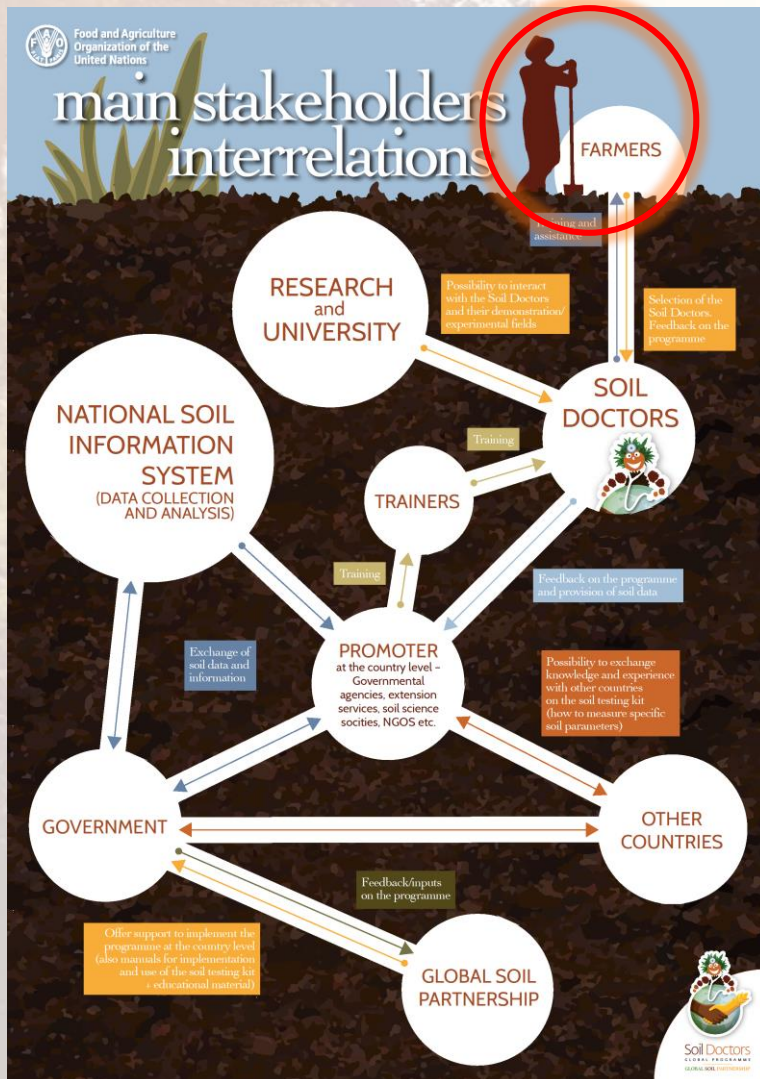 Food and Agriculture
Organization of the
United Nations
main stakeholders
interrelations
FARMERS
Training and
assistance
RESEARCH
and
UNIVERSITY
Possibility to interact
with the Soil Doctors
and their demonstration/
experimental fields
Selection of the
Soil Doctors.
Feedback on the
programme
SOIL
DOCTORS
NATIONAL SOIL
INFORMATION
SYSTEM
(DATA COLLECTION
AND ANALYSIS)
Training
TRAINERS
Training
Feedback on the programme
and provision of soil data
Exchange of
soil data and
information
PROMOTER
at the country level –
Governmental
agencies, extension
services, soil science
socities, NGOS etc.
Possibility to exchange
knowledge and experience
with other countries
on the soil testing kit
(how to measure specific
soil parameters)
GOVERNMENT
OTHER
COUNTRIES
Feedback/inputs
on the programme
Offer support to implement the
programme at the country level
(also manuals for implementation
and use of the soil testing kit
+ educational material)
GLOBAL SOIL
PARTNERSHIP
Soil Doctors
GLOBAL PROGRAMME
GLOBAL SOIL PARTNERSHIP